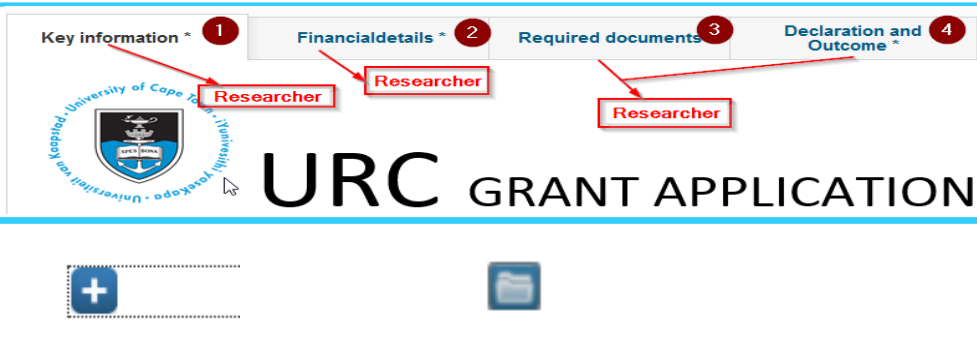 Key information * 1 Financialdetails * 2 Required documents 3 Declaration and Outcome * 4
Researcher Researcher Researcher
University of Cape Town · iYunivesithi yaseKapa · Universiteit van Kaapstad
SPES BONA
URC GRANT APPLICATION